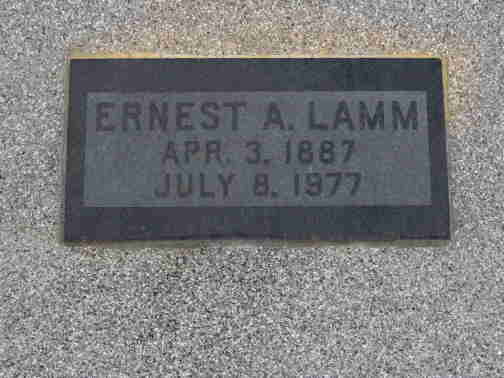 ERNEST A. LAMM
APR. 3, 1887
JULY 8, 1977